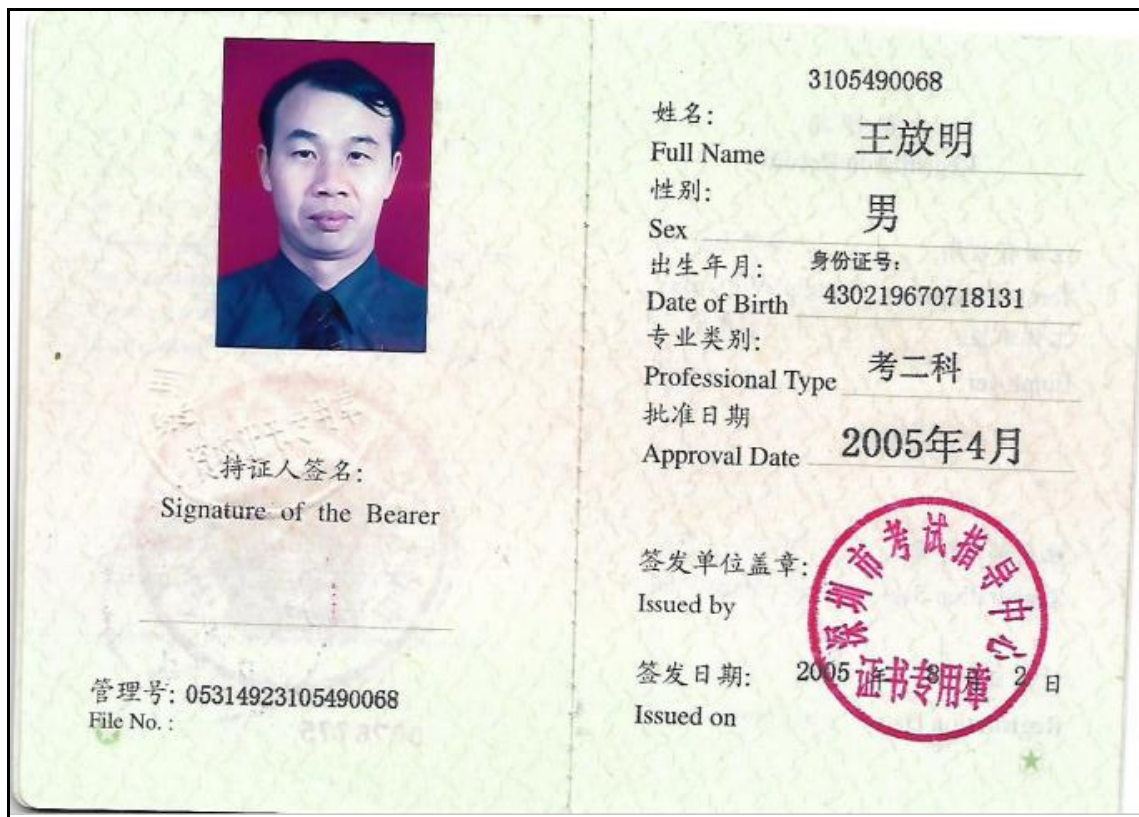 持证人签名:
Signature of the Bearer
管理号: 05314923105490068
File No. :
3105490068
姓名:
Full Name 王放明
性别:
Sex 男
出生年月: 身份证号:
Date of Birth 430219670718131
专业类别:
Professional Type 考二科
批准日期
Approval Date 2005年4月
签发单位盖章:
Issued by
深圳市考试指导中心
证书专用章
签发日期: 2005 年 8 月 2 日
Issued on